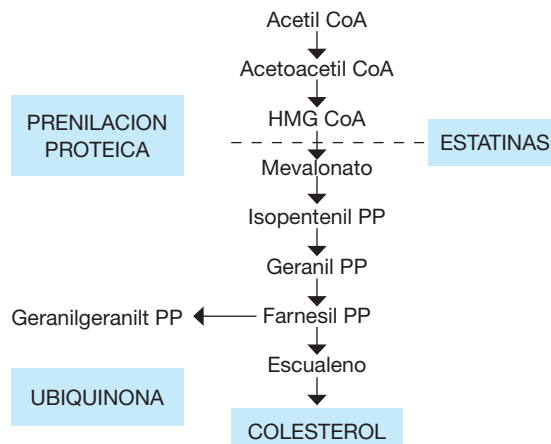 Acetil CoA
Acetoacetil CoA
PRENILACION
PROTEICA
HMG CoA
ESTATINAS
Mevalonato
Isopentenil PP
Geranil PP
Geranilgeranilt PP
Farnesil PP
Escualeno
UBIQUINONA
COLESTEROL